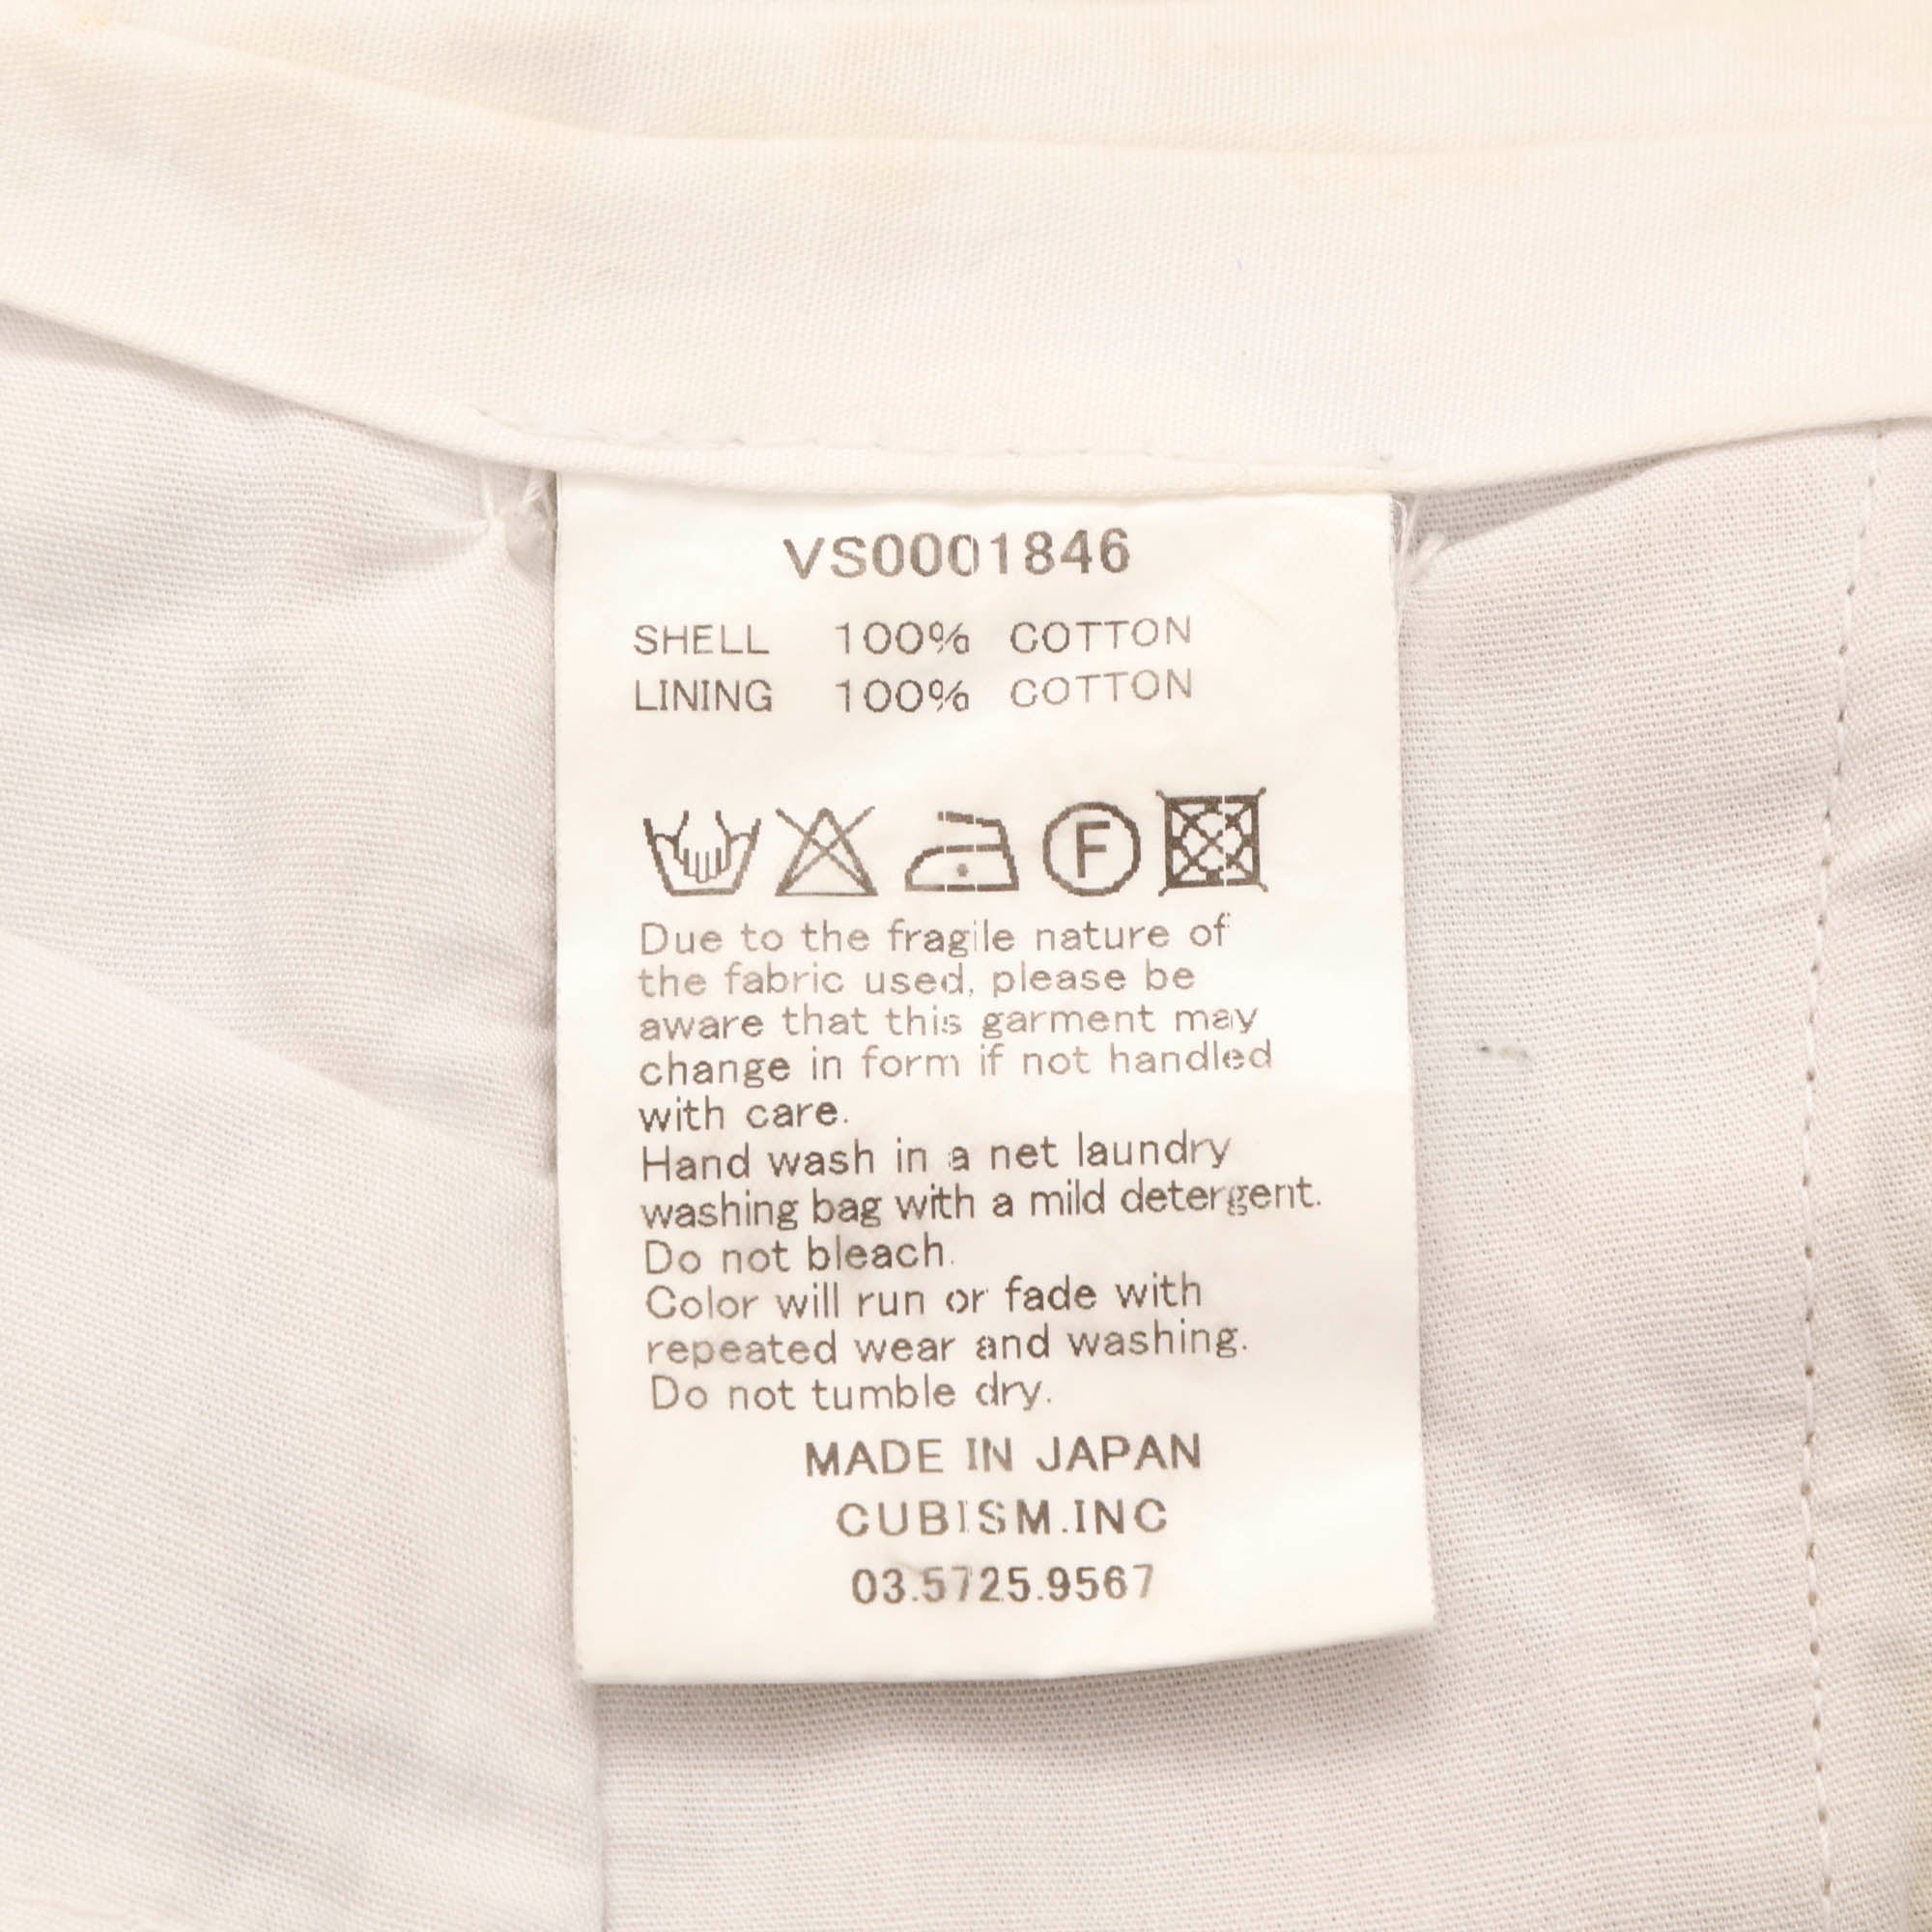 VS0001846
SHELL 100% COTTON
LINING 100% COTTON
F
Due to the fragile nature of
the fabric used, please be
aware that this garment may
change in form if not handled
with care.
Hand wash in a net laundry
washing bag with a mild detergent.
Do not bleach.
Color will run or fade with
repeated wear and washing.
Do not tumble dry.
MADE IN JAPAN
CUBISM.INC
03.5725.9567